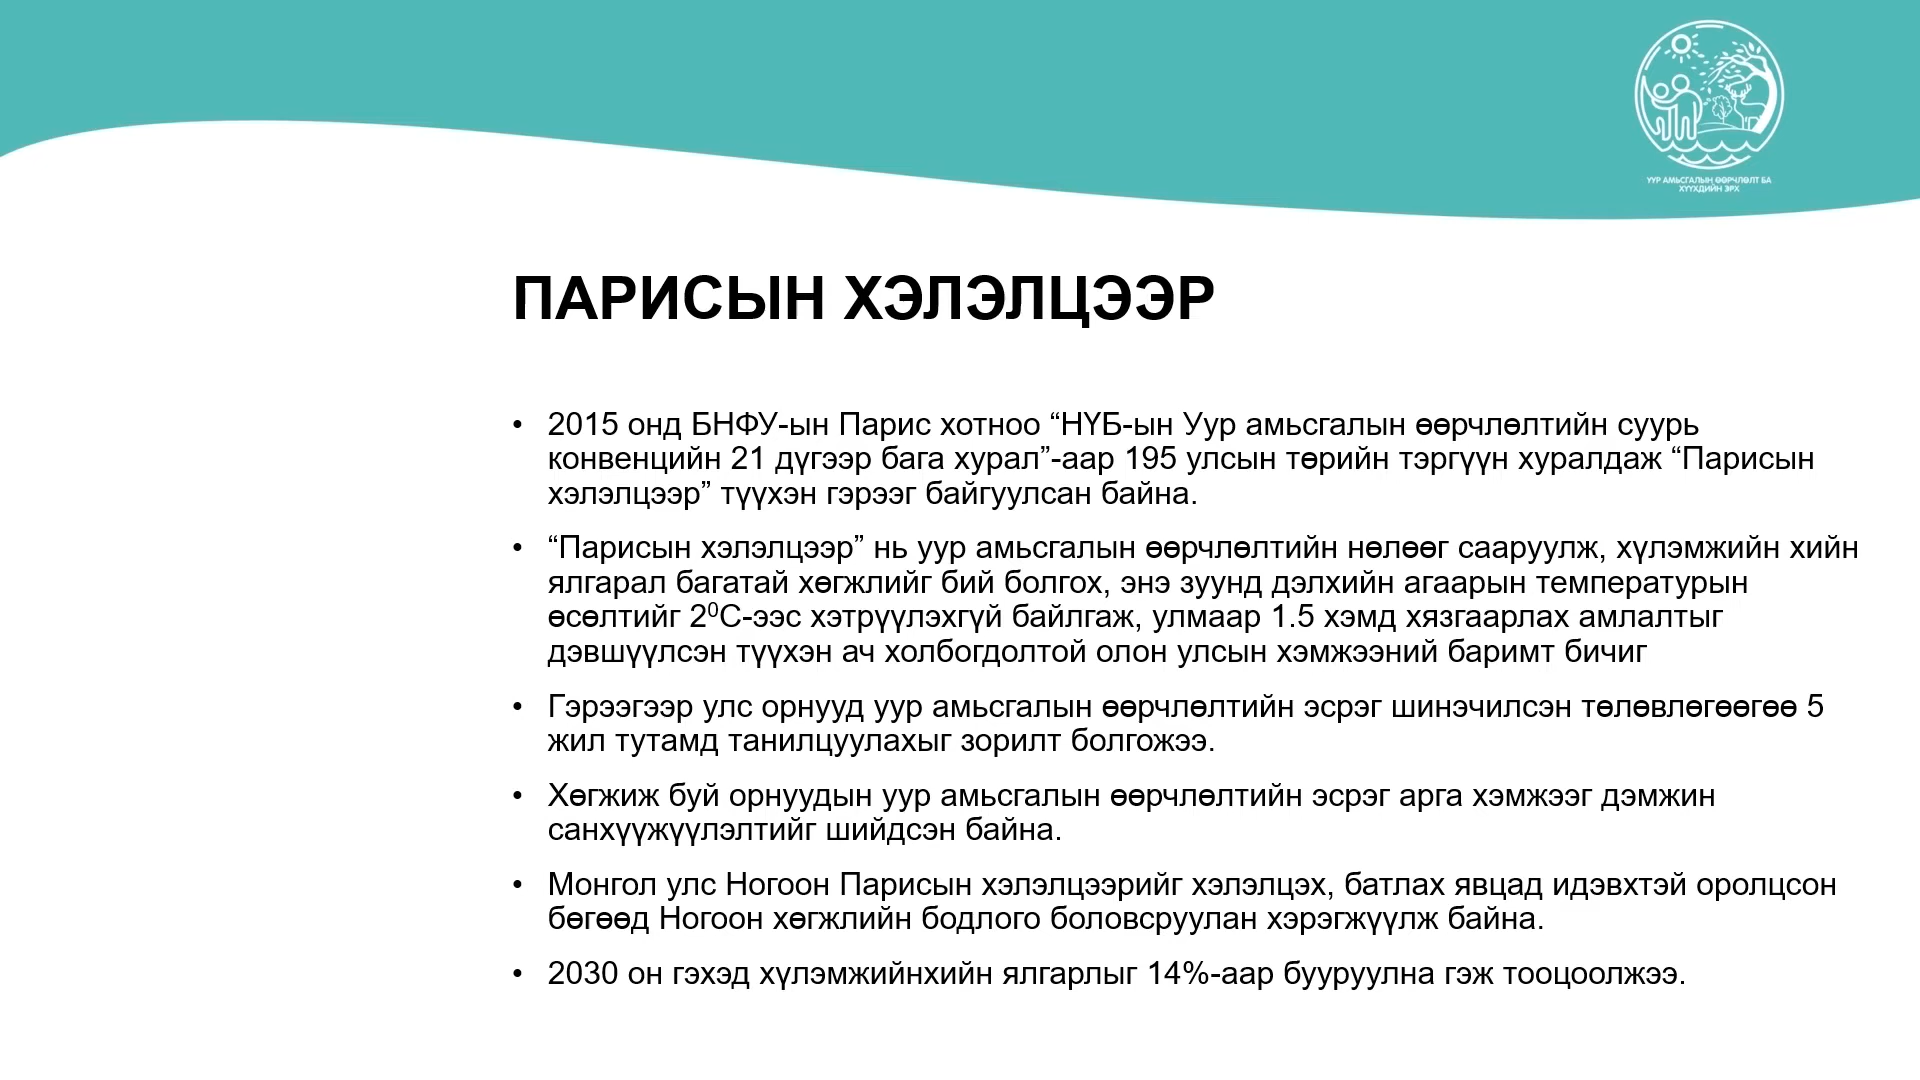 УУР АМЬСГАЛЫН ӨӨРЧЛӨЛТ БА
ХҮҮХДИЙН ЭРХ
ПАРИСЫН ХЭЛЭЛЦЭЭР
• 2015 онд БНФУ-ын Парис хотноо “НҮБ-ын Уур амьсгалын өөрчлөлтийн суурь
конвенцийн 21 дүгээр бага хурал”-аар 195 улсын төрийн тэргүүн хуралдаж “Парисын
хэлэлцээр” түүхэн гэрээг байгуулсан байна.
• “Парисын хэлэлцээр” нь уур амьсгалын өөрчлөлтийн нөлөөг сааруулж, хүлэмжийн хийн
ялгарал багатай хөгжлийг бий болгох, энэ зуунд дэлхийн агаарын температурын
өсөлтийг 2⁰С-ээс хэтрүүлэхгүй байлгаж, улмаар 1.5 хэмд хязгаарлах амлалтыг
дэвшүүлсэн түүхэн ач холбогдолтой олон улсын хэмжээний баримт бичиг
• Гэрээгээр улс орнууд уур амьсгалын өөрчлөлтийн эсрэг шинэчилсэн төлөвлөгөөгөө 5
жил тутамд танилцуулахыг зорилт болгожээ.
• Хөгжиж буй орнуудын уур амьсгалын өөрчлөлтийн эсрэг арга хэмжээг дэмжин
санхүүжүүлэлтийг шийдсэн байна.
• Монгол улс Ногоон Парисын хэлэлцээрийг хэлэлцэх, батлах явцад идэвхтэй оролцсон
бөгөөд Ногоон хөгжлийн бодлого боловсруулан хэрэгжүүлж байна.
• 2030 он гэхэд хүлэмжийнхийн ялгарлыг 14%-аар бууруулна гэж тооцоолжээ.